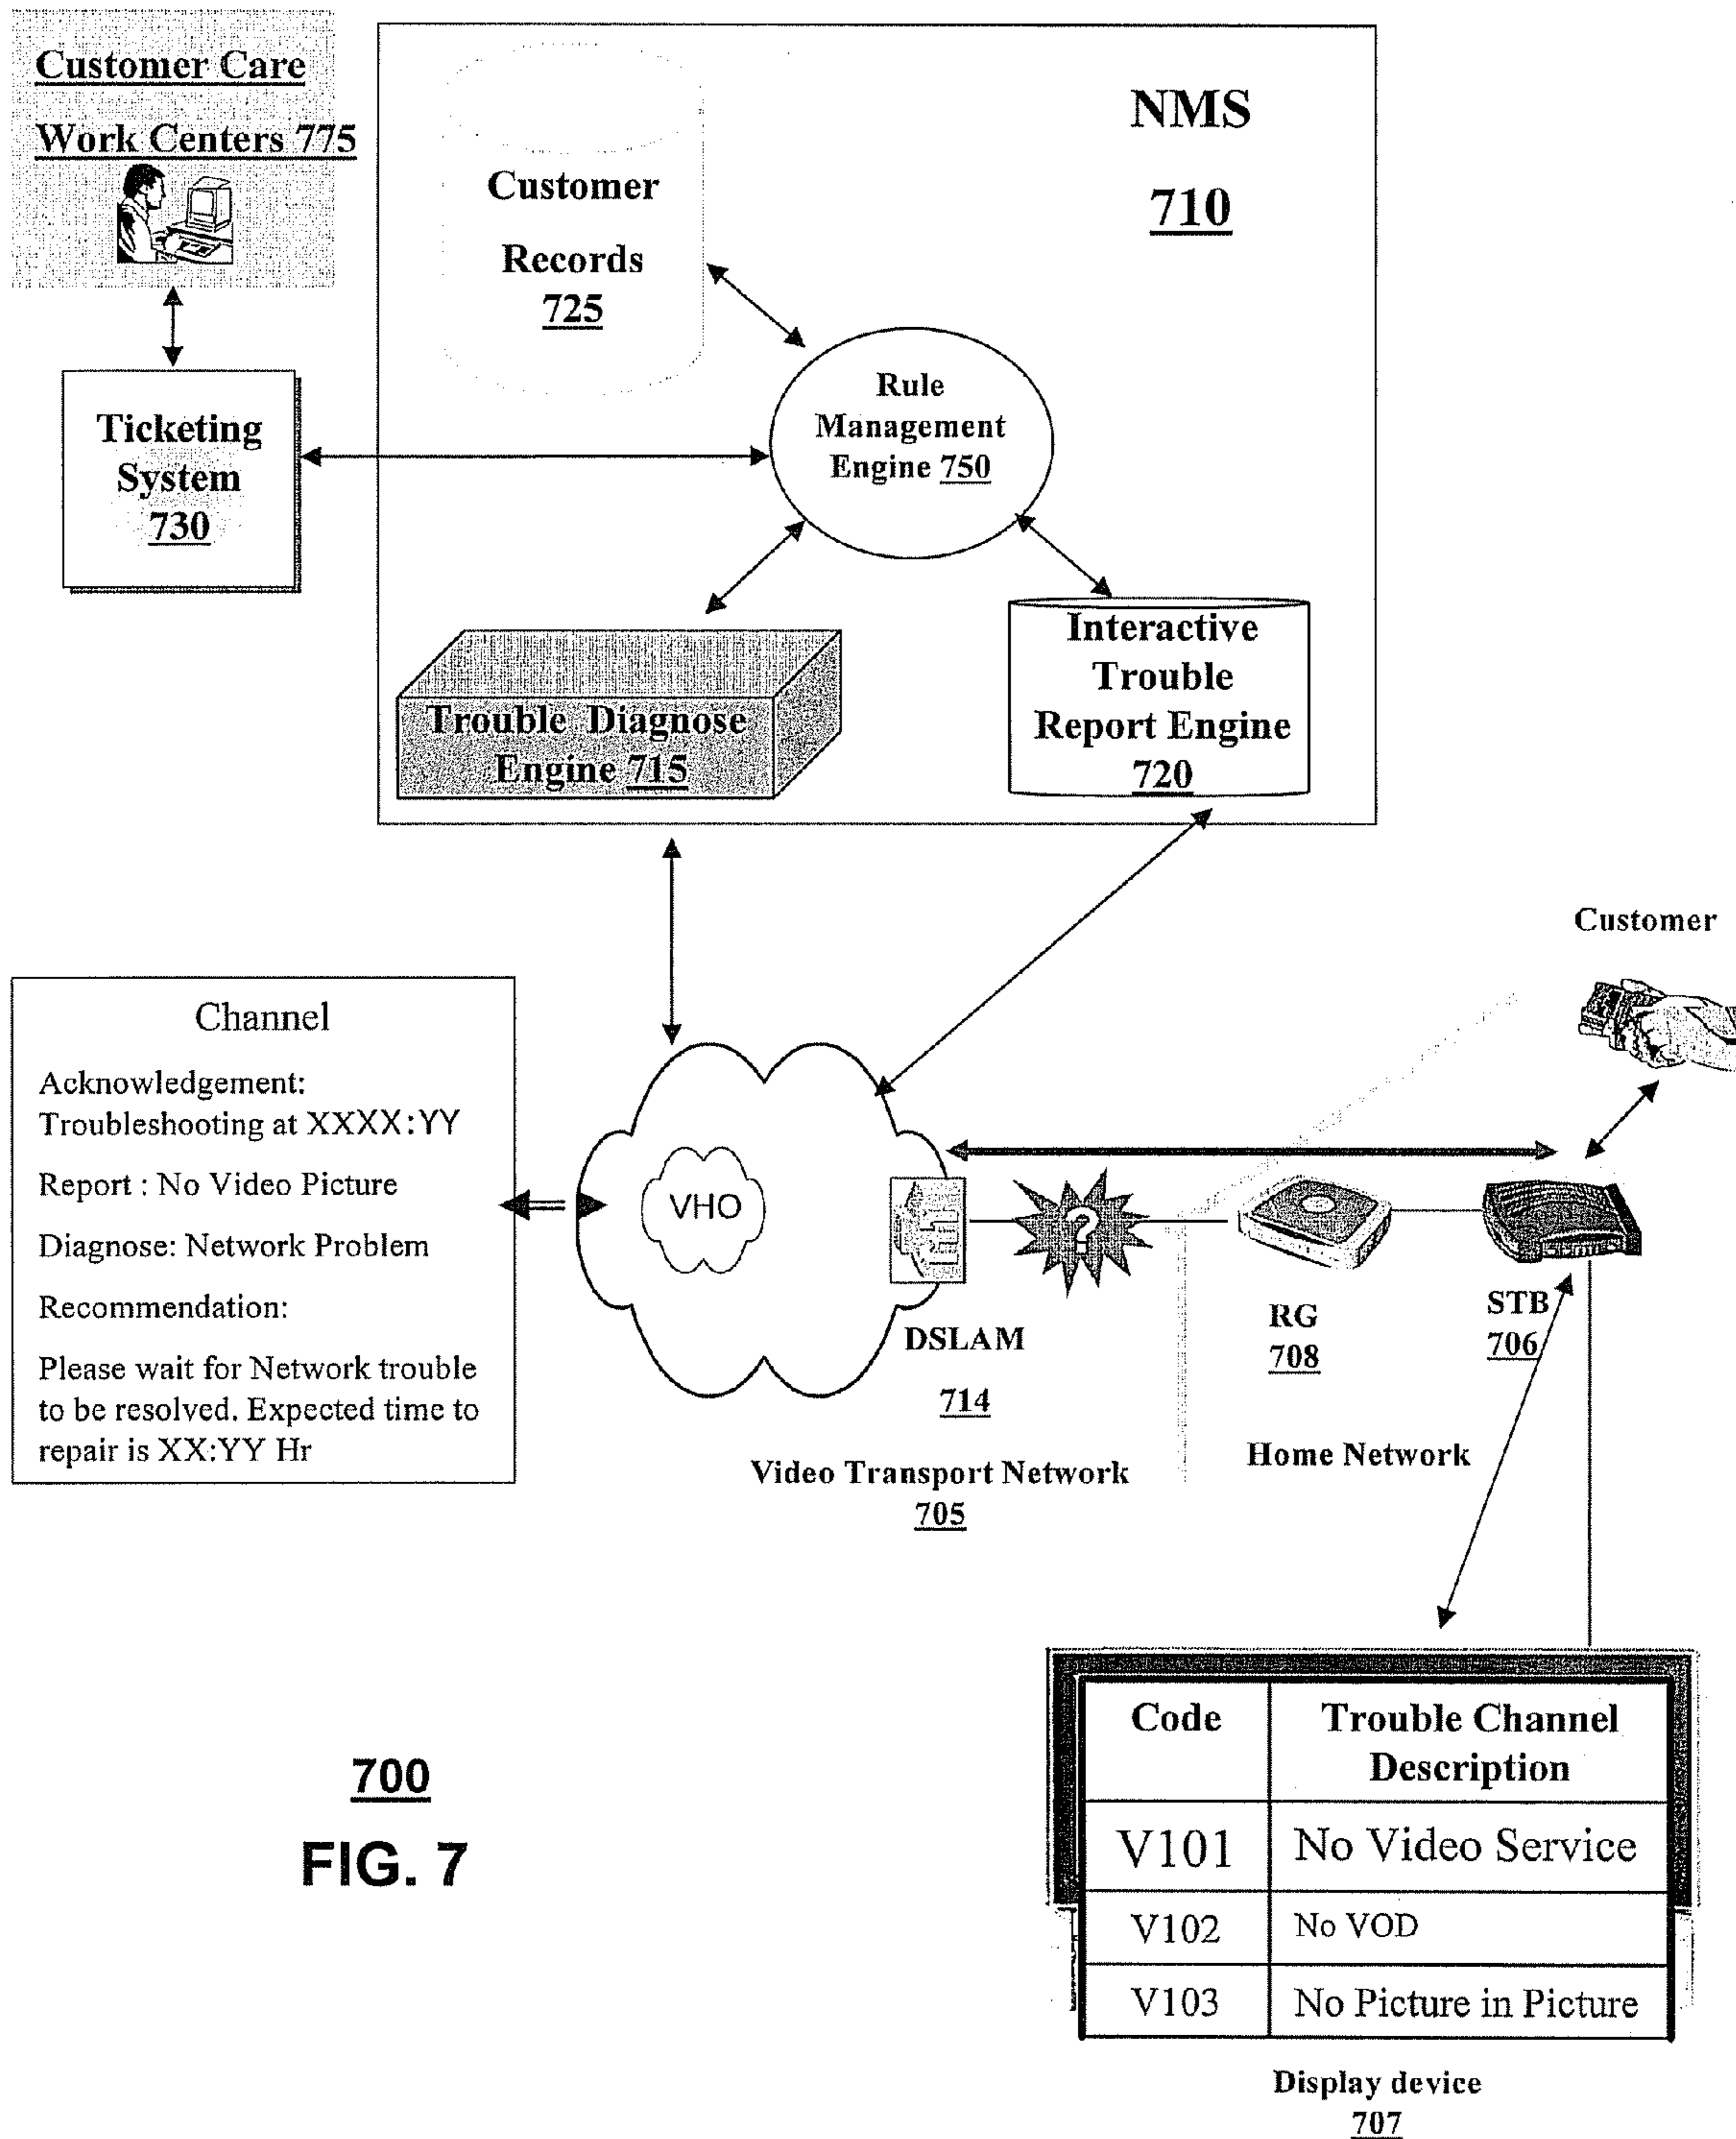 Customer Care
Work Centers 775
NMS
710
Customer
Records
725
Rule
Management
Engine 750
Ticketing
System
730
Trouble Diagnose
Engine 715
Interactive
Trouble
Report Engine
720
Customer
Channel
Acknowledgement:
Troubleshooting at XXXX:YY
Report : No Video Picture
Diagnose: Network Problem
Recommendation:
Please wait for Network trouble
to be resolved. Expected time to
repair is XX:YY Hr
VHO
?
DSLAM
714
RG
708
STB
706
Video Transport Network
705
Home Network
Code
Trouble Channel
Description
V101 No Video Service
V102 No VOD
V103 No Picture in Picture
Display device
707
700
FIG. 7